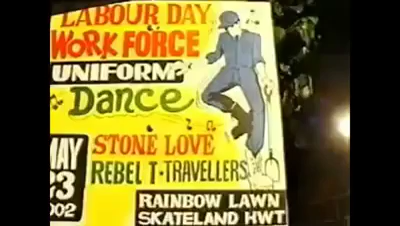 LABOUR DAY
WORK FORCE
UNIFORM?
Dance
MAY
23
2002
STONE LOVE
REBEL T•TRAVELLERS
RAINBOW LAWN
SKATELAND HWT